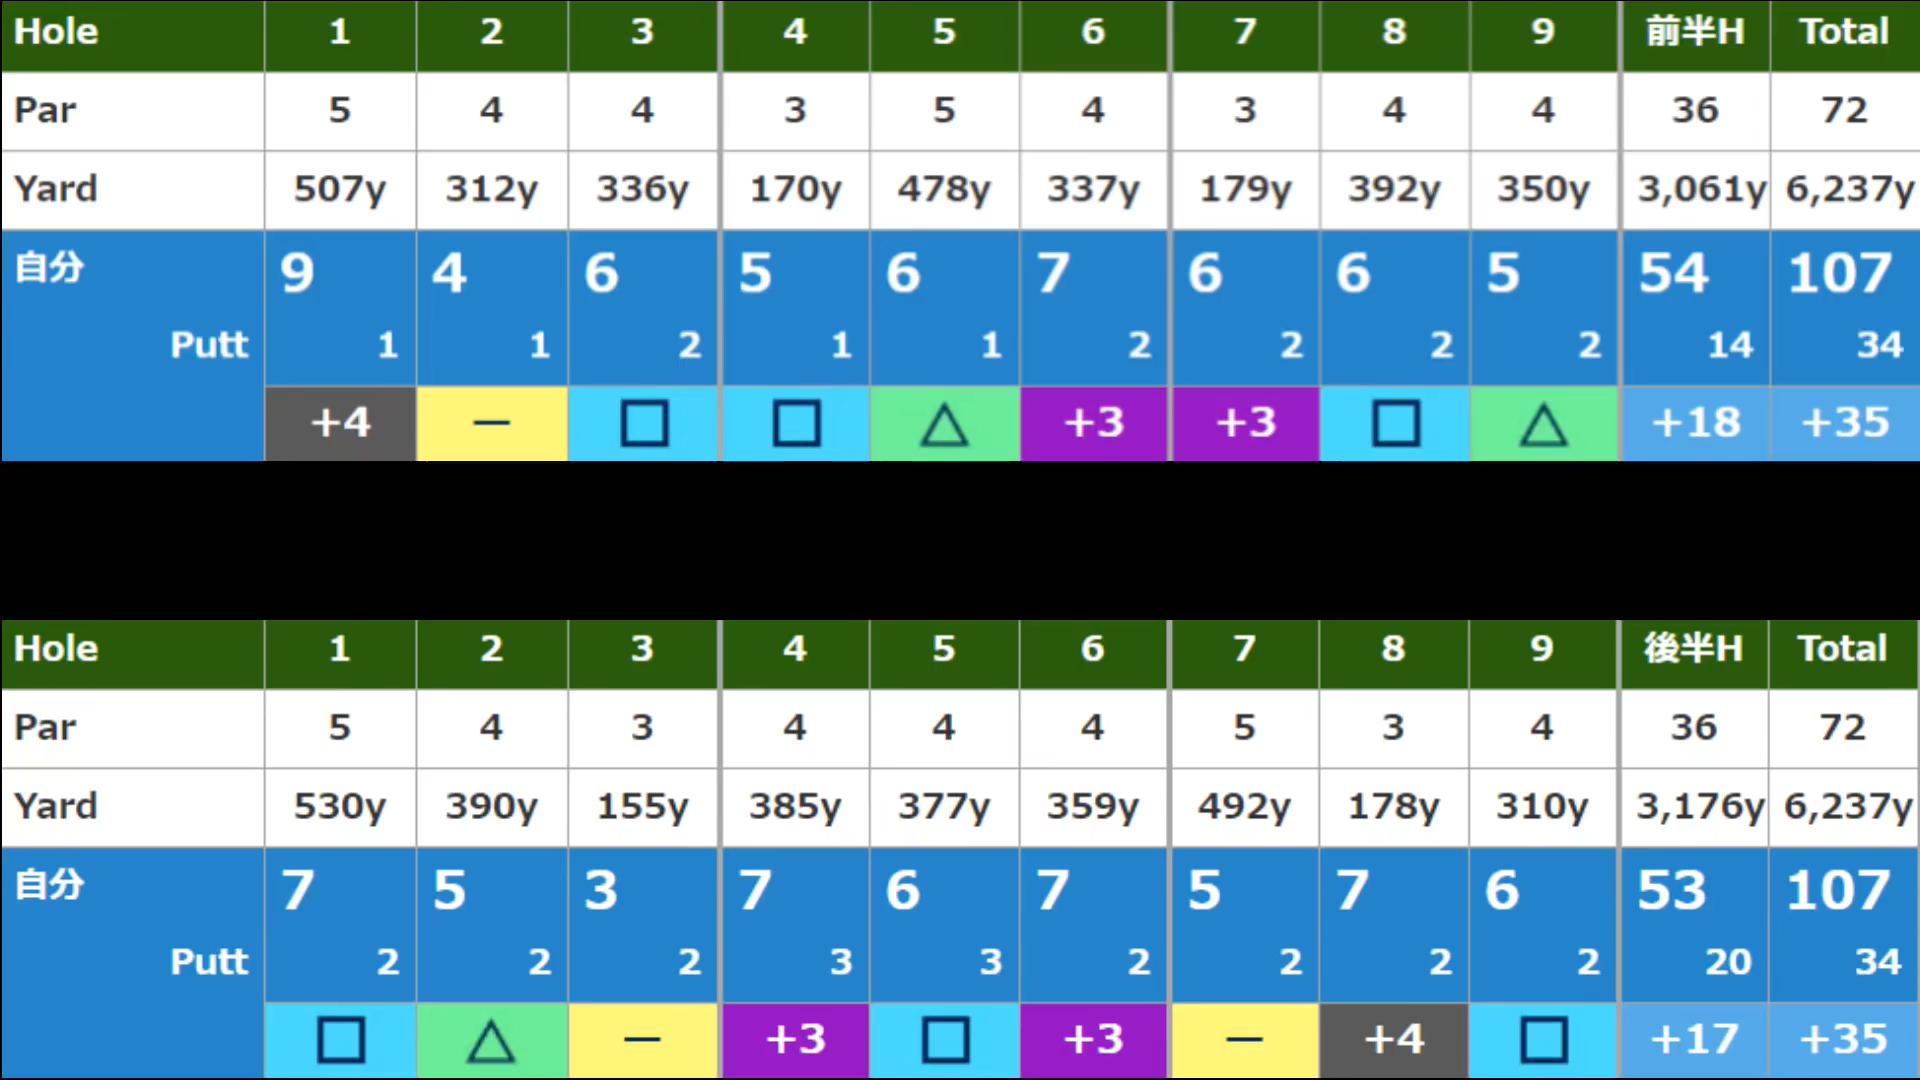 Hole 1 2 3 4 5 6 7 8 9 前半H Total
Par 5 4 4 3 5 4 3 4 4 36 72
Yard 507y 312y 336y 170y 478y 337y 179y 392y 350y 3,061y 6,237y
自分 9 4 6 5 6 7 6 6 5 54 107
Putt 1 1 2 1 1 2 2 2 2 14 34
+4 — □ □ △ +3 +3 □ △ +18 +35
Hole 1 2 3 4 5 6 7 8 9 後半H Total
Par 5 4 3 4 4 4 5 3 4 36 72
Yard 530y 390y 155y 385y 377y 359y 492y 178y 310y 3,176y 6,237y
自分 7 5 3 7 6 7 5 7 6 53 107
Putt 2 2 2 3 3 2 2 2 2 20 34
□ △ — +3 □ +3 — +4 □ +17 +35